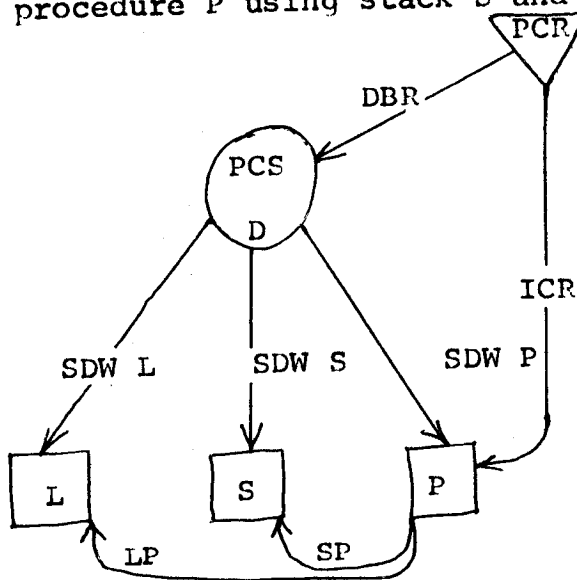 procedure P using stack S and
PCR
DBR
PCS
D
ICR
SDW L
SDW S
SDW P
L
S
P
LP
SP